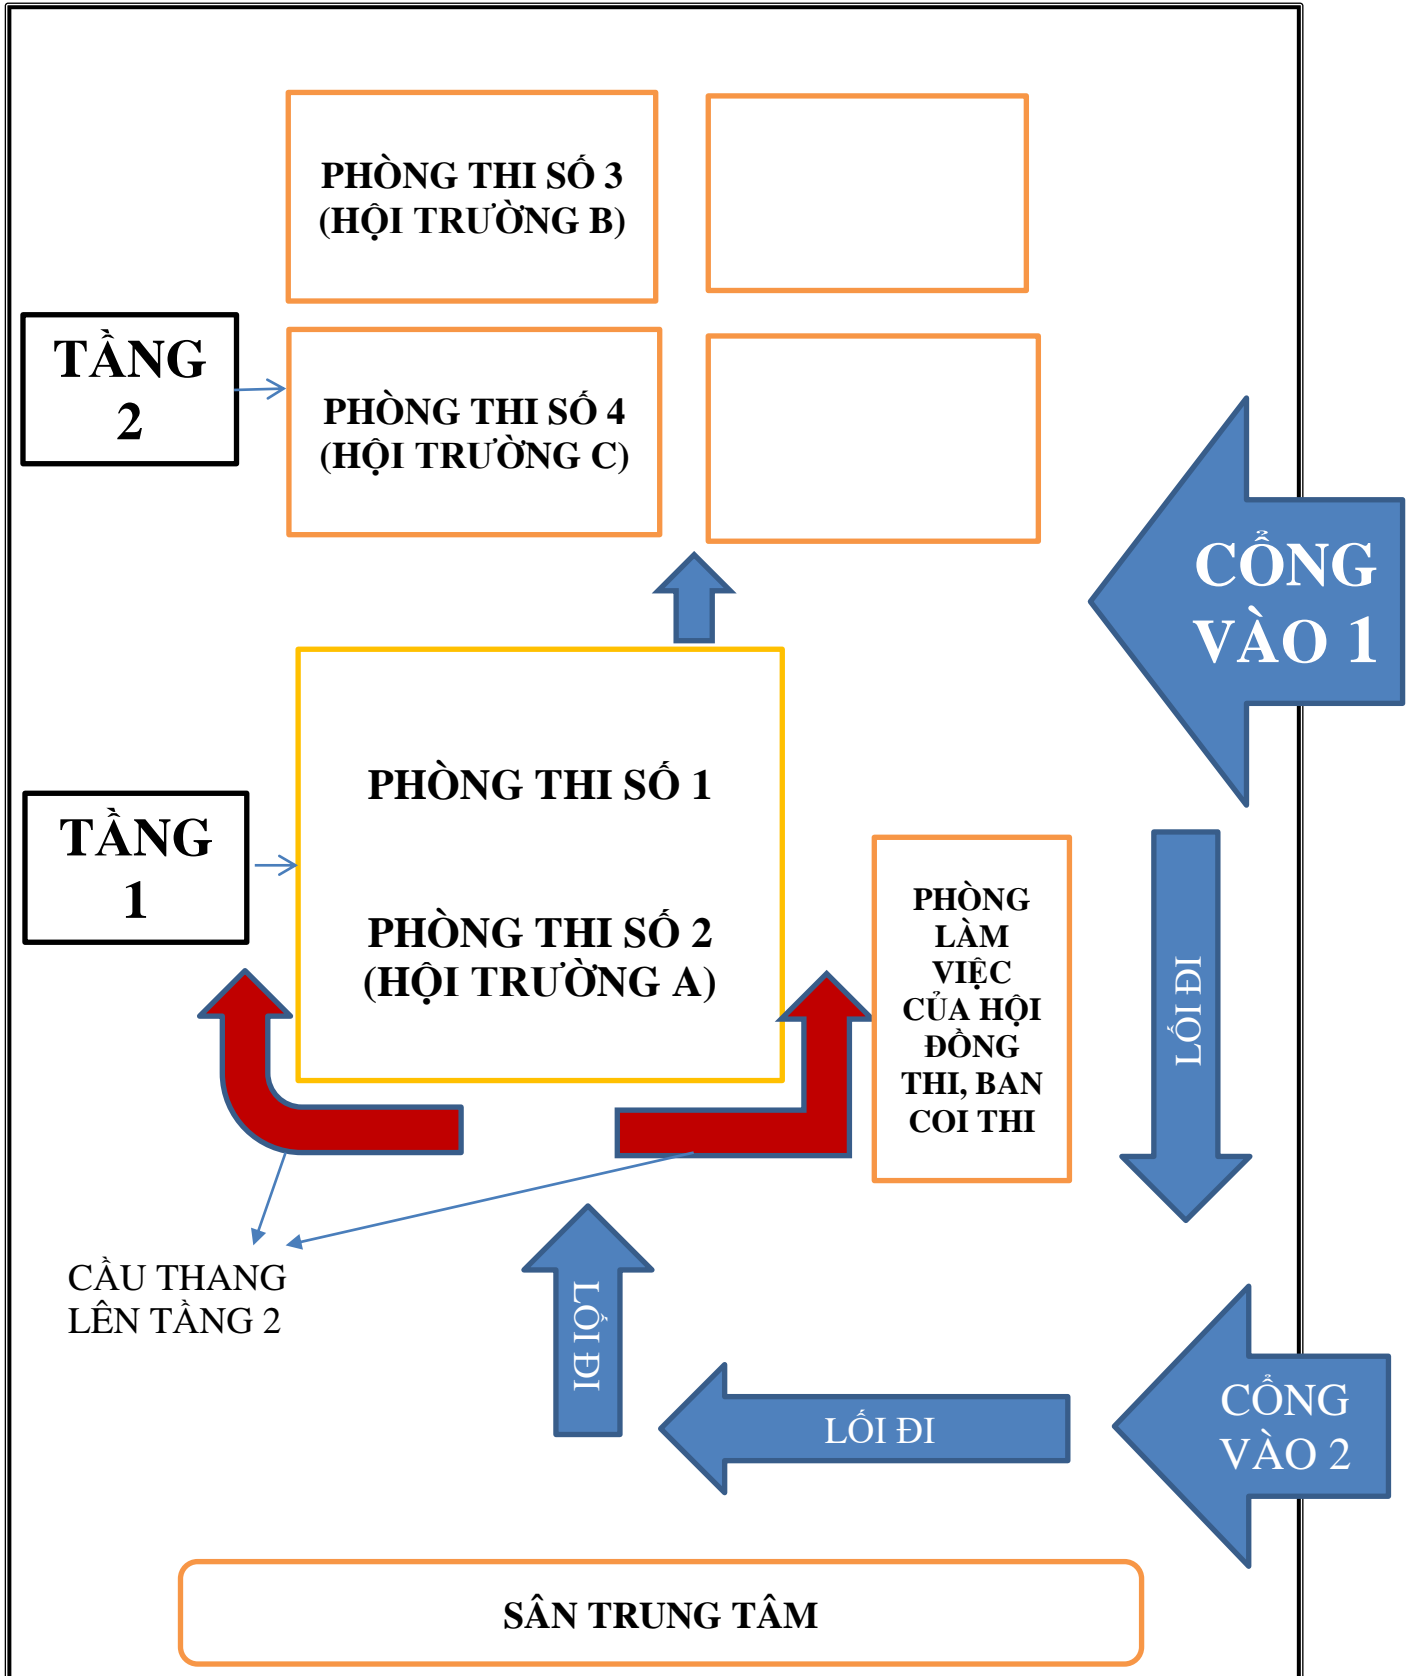 PHÒNG THI SỐ 3
(HỘI TRƯỜNG B)
TẦNG
2
PHÒNG THI SỐ 4
(HỘI TRƯỜNG C)
CỔNG
VÀO 1
PHÒNG THI SỐ 1
TẦNG
1
PHÒNG THI SỐ 2
(HỘI TRƯỜNG A)
PHÒNG
LÀM
VIỆC
CỦA HỘI
ĐỒNG
THI, BAN
COI THI
LỐI ĐI
CẦU THANG
LÊN TẦNG 2
LỐI ĐI
LỐI ĐI
CỔNG
VÀO 2
SÂN TRUNG TÂM